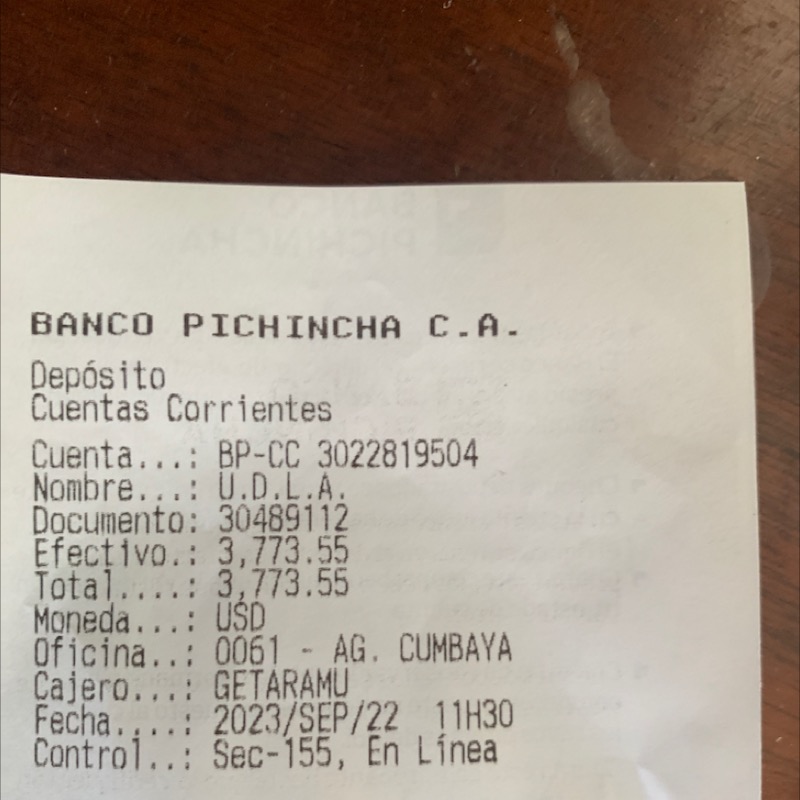 BANCO PICHINCHA C.A.
Depósito
Cuentas Corrientes
Cuenta...: BP-CC 3022819504
Nombre...: U.D.L.A.
Documento: 30489112
Efectivo.: 3,773.55
Total....: 3,773.55
Moneda...: USD
Oficina..: 0061 - AG. CUMBAYA
Cajero...: GETARAMU
Fecha....: 2023/SEP/22 11H30
Control..: Sec-155, En Línea